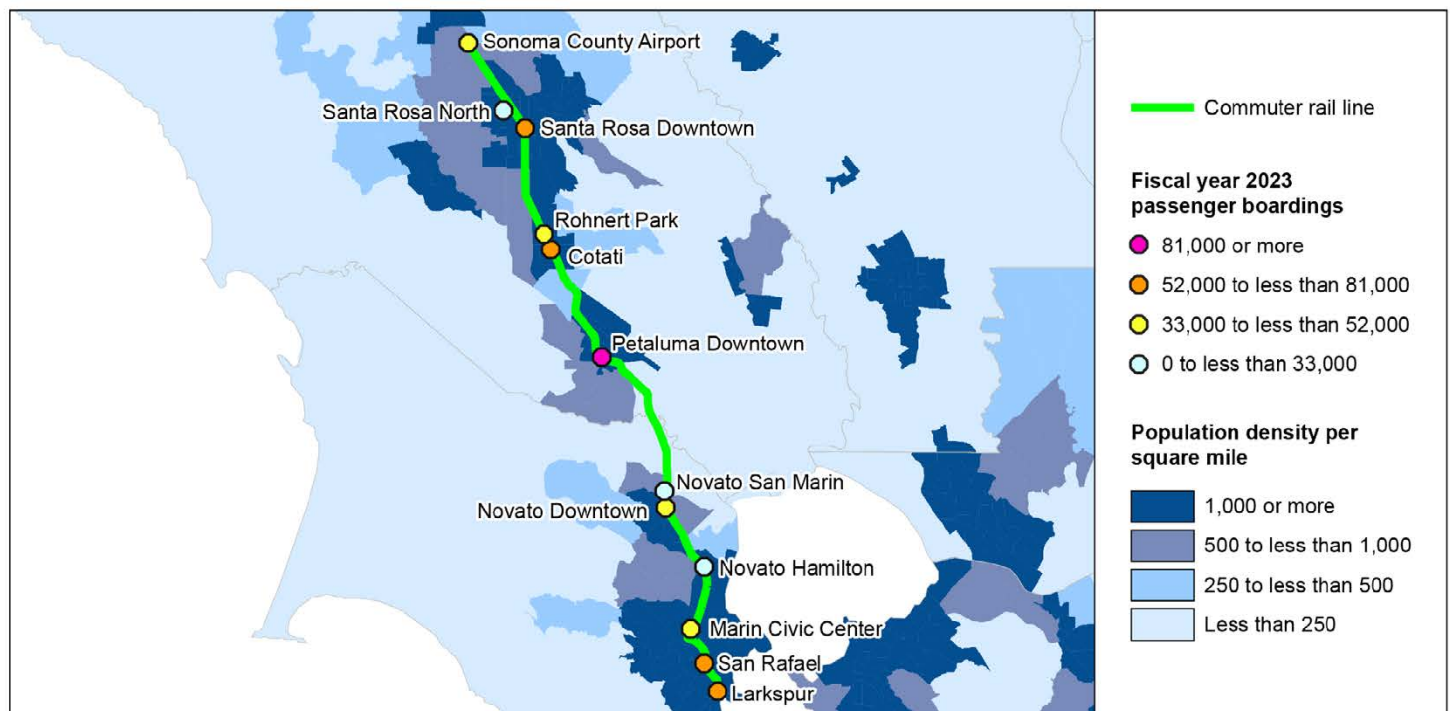 Sonoma County Airport
Santa Rosa North
Santa Rosa Downtown
Rohnert Park
Cotati
Petaluma Downtown
Novato San Marin
Novato Downtown
Novato Hamilton
Marin Civic Center
San Rafael
Larkspur
Commuter rail line
Fiscal year 2023
passenger boardings
81,000 or more
52,000 to less than 81,000
33,000 to less than 52,000
0 to less than 33,000
Population density per
square mile
1,000 or more
500 to less than 1,000
250 to less than 500
Less than 250